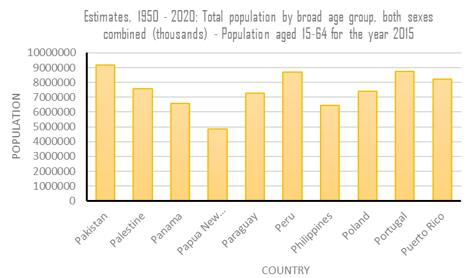 Estimates, 1950 - 2020: Total population by broad age group, both sexes
combined (thousands) - Population aged 15-64 for the year 2015
10000000
9000000
8000000
7000000
6000000
5000000
4000000
3000000
2000000
1000000
0
POPULATION
Pakistan
Palestine
Panama
Papua New...
Paraguay
Peru
Philippines
Poland
Portugal
Puerto Rico
COUNTRY